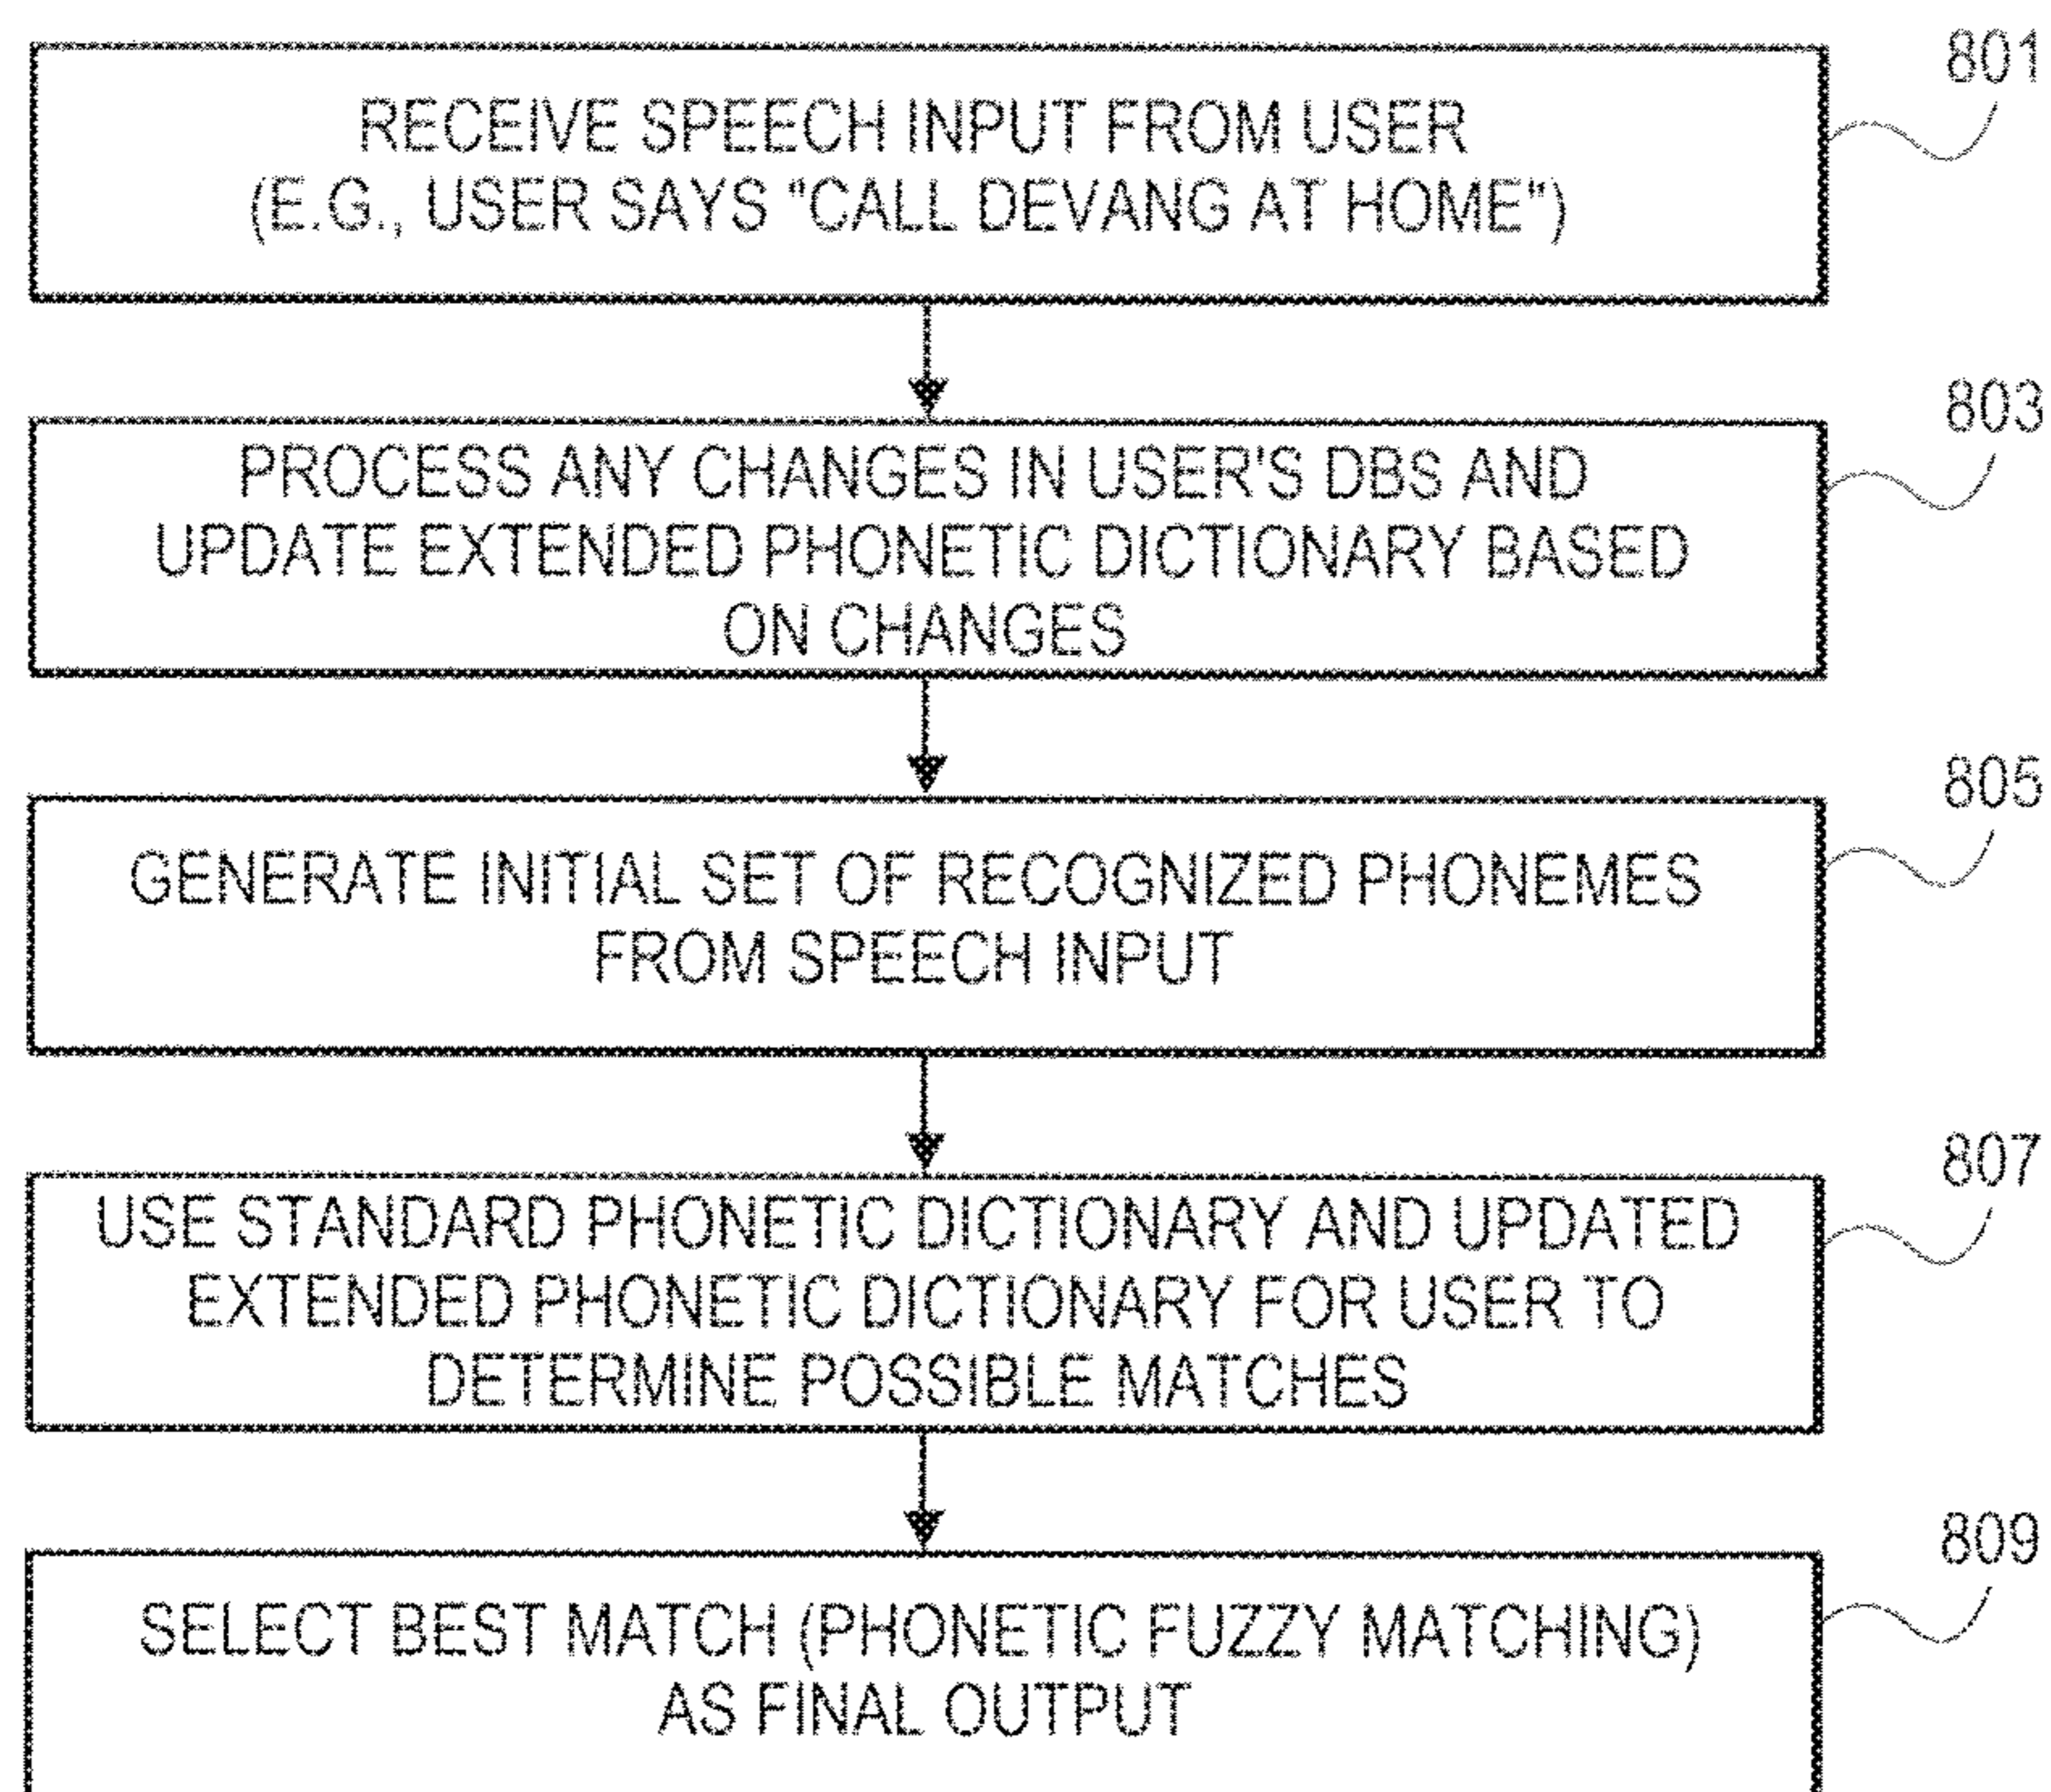 801
RECEIVE SPEECH INPUT FROM USER
(E.G., USER SAYS "CALL DEVANG AT HOME")
803
PROCESS ANY CHANGES IN USER'S DBS AND
UPDATE EXTENDED PHONETIC DICTIONARY BASED
ON CHANGES
805
GENERATE INITIAL SET OF RECOGNIZED PHONEMES
FROM SPEECH INPUT
807
USE STANDARD PHONETIC DICTIONARY AND UPDATED
EXTENDED PHONETIC DICTIONARY FOR USER TO
DETERMINE POSSIBLE MATCHES
809
SELECT BEST MATCH (PHONETIC FUZZY MATCHING)
AS FINAL OUTPUT